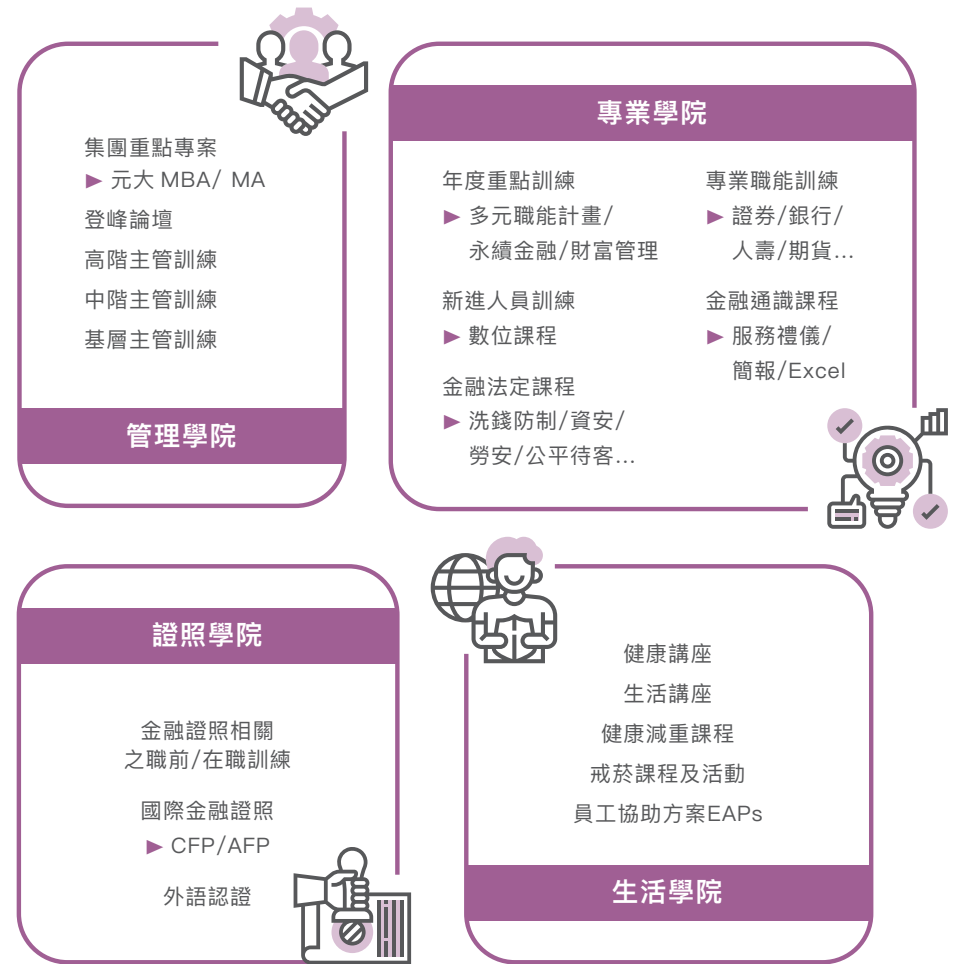 集團重點專案
▶ 元大 MBA/ MA
登峰論壇
高階主管訓練
中階主管訓練
基層主管訓練
管理學院
專業學院
年度重點訓練
▶ 多元職能計畫/
永續金融/財富管理
新進人員訓練
▶ 數位課程
金融法定課程
▶ 洗錢防制/資安/
勞安/公平待客...
專業職能訓練
▶ 證券/銀行/
人壽/期貨...
金融通識課程
▶ 服務禮儀/
簡報/Excel
證照學院
金融證照相關
之職前/在職訓練
國際金融證照
▶ CFP/AFP
外語認證
健康講座
生活講座
健康減重課程
戒菸課程及活動
員工協助方案EAPs
生活學院